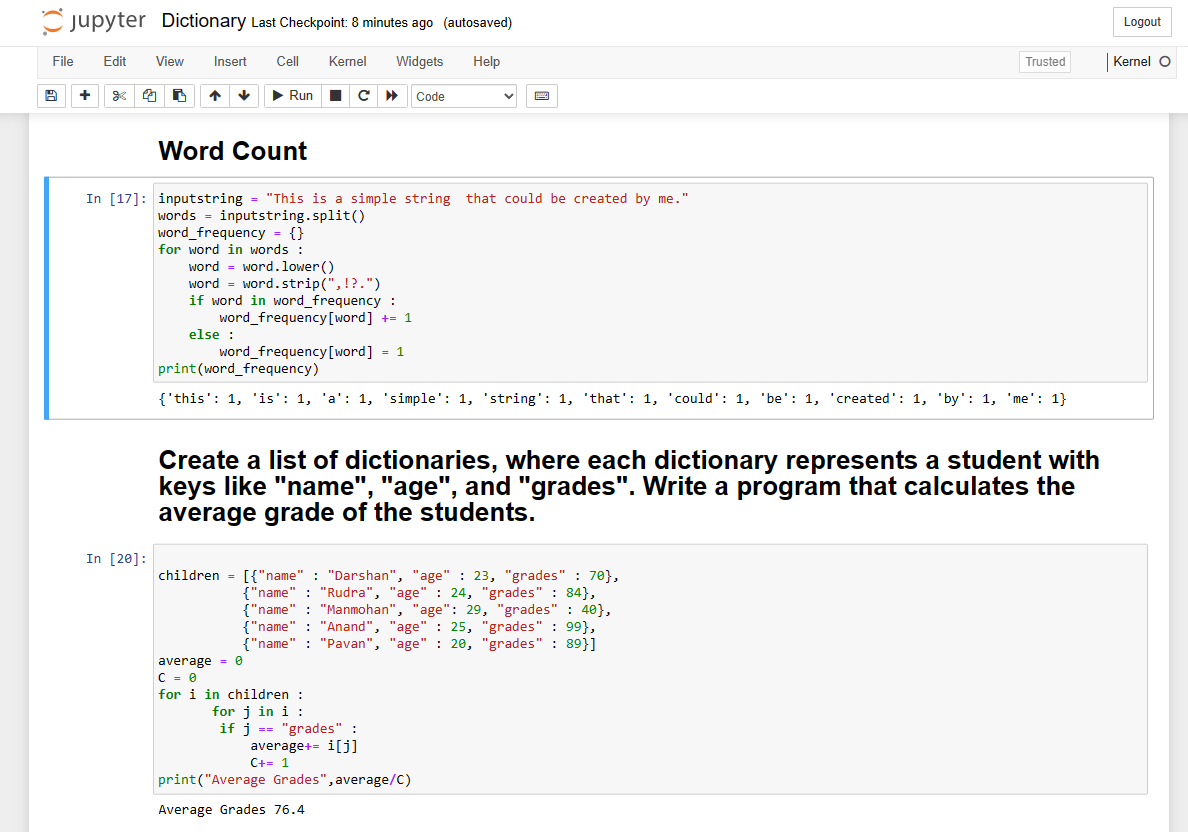 jupyter Dictionary Last Checkpoint: 8 minutes ago (autosaved) Logout
File Edit View Insert Cell Kernel Widgets Help Trusted Kernel
Run Code
Word Count
In [17]: inputstring = "This is a simple string  that could be created by me."
words = inputstring.split()
word_frequency = {}
for word in words :
    word = word.lower()
    word = word.strip(",!?.")
    if word in word_frequency :
        word_frequency[word] += 1
    else :
        word_frequency[word] = 1
print(word_frequency)
{'this': 1, 'is': 1, 'a': 1, 'simple': 1, 'string': 1, 'that': 1, 'could': 1, 'be': 1, 'created': 1, 'by': 1, 'me': 1}
Create a list of dictionaries, where each dictionary represents a student with
keys like "name", "age", and "grades". Write a program that calculates the
average grade of the students.
In [20]:
children = [{"name" : "Darshan", "age" : 23, "grades" : 70},
           {"name" : "Rudra", "age" : 24, "grades" : 84},
           {"name" : "Manmohan", "age": 29, "grades" : 40},
           {"name" : "Anand", "age" : 25, "grades" : 99},
           {"name" : "Pavan", "age" : 20, "grades" : 89}]
average = 0
C = 0
for i in children :
       for j in i :
        if j == "grades" :
            average+= i[j]
            C+= 1
print("Average Grades",average/C)
Average Grades 76.4